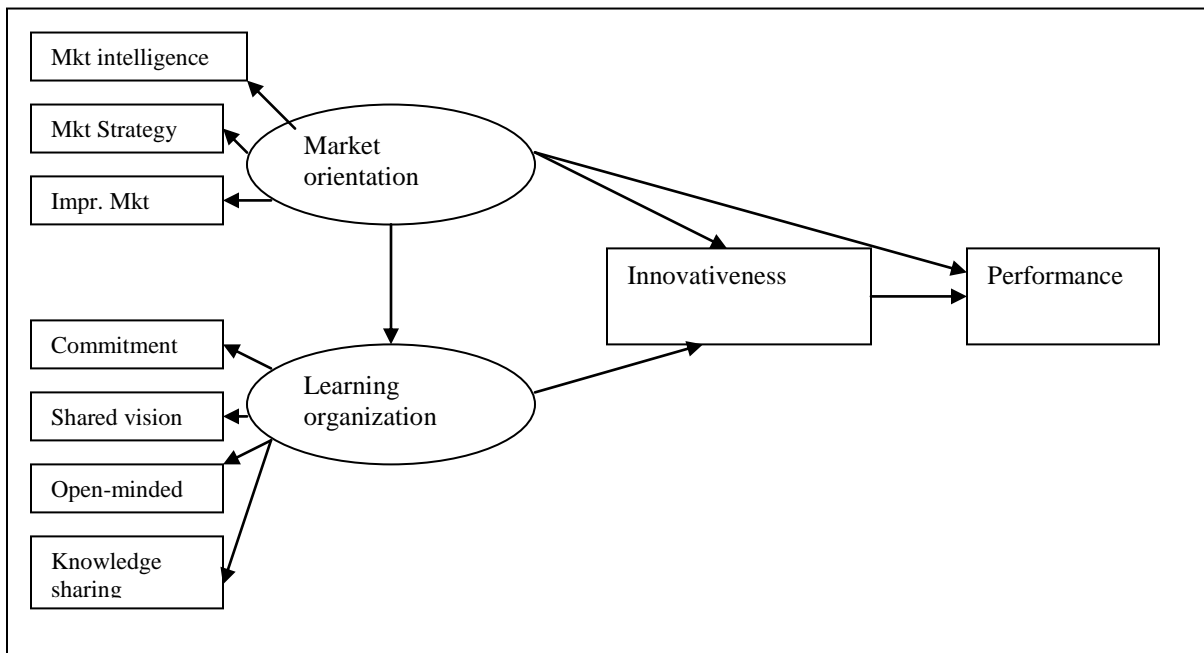 Mkt intelligence
Mkt Strategy
Impr. Mkt
Market
orientation
Innovativeness
Performance
Commitment
Shared vision
Open-minded
Knowledge
sharing
Learning
organization